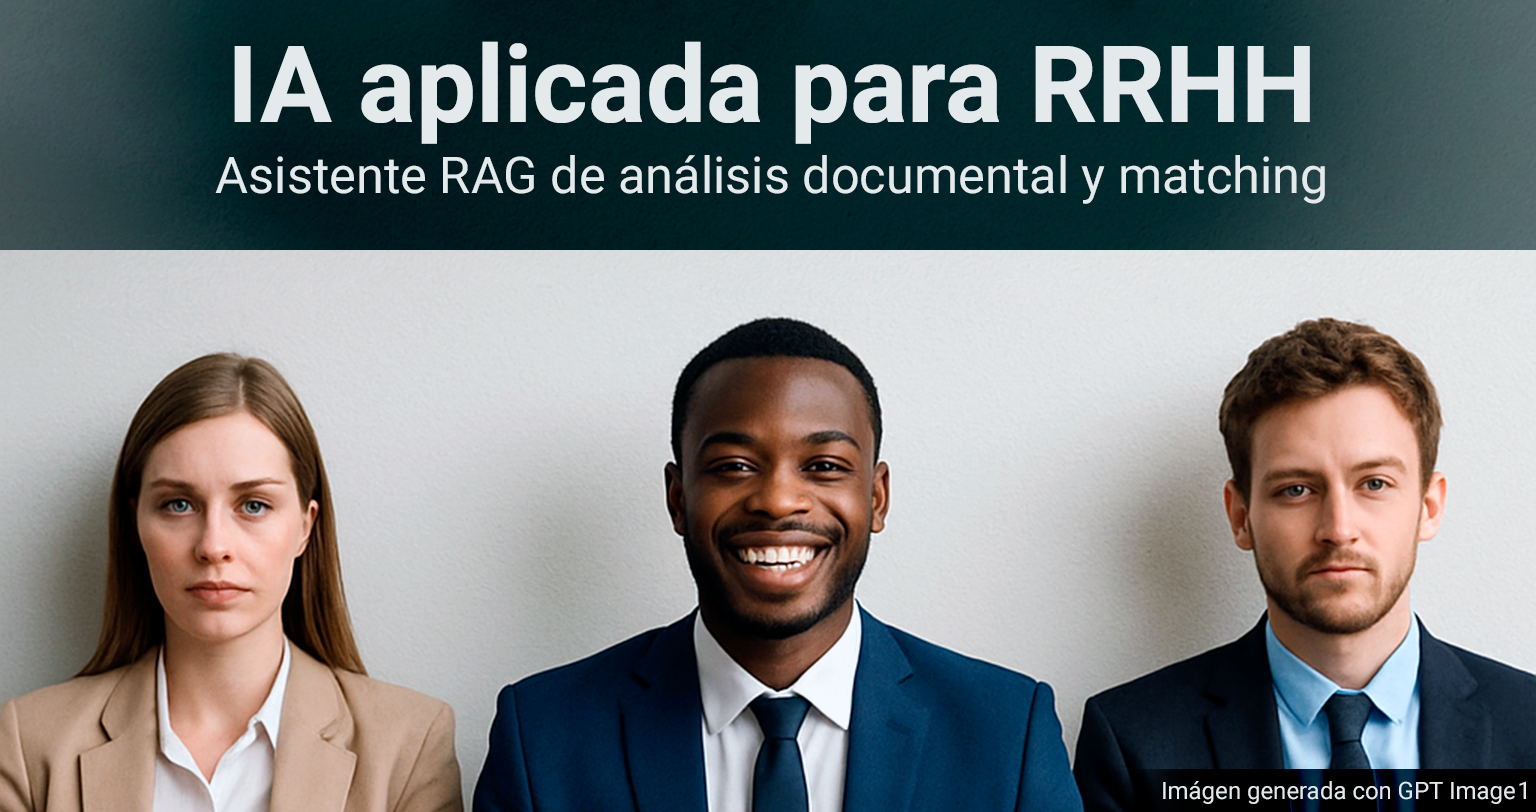 IA aplicada para RRHH
Asistente RAG de análisis documental y matching
Imágen generada con GPT Image1